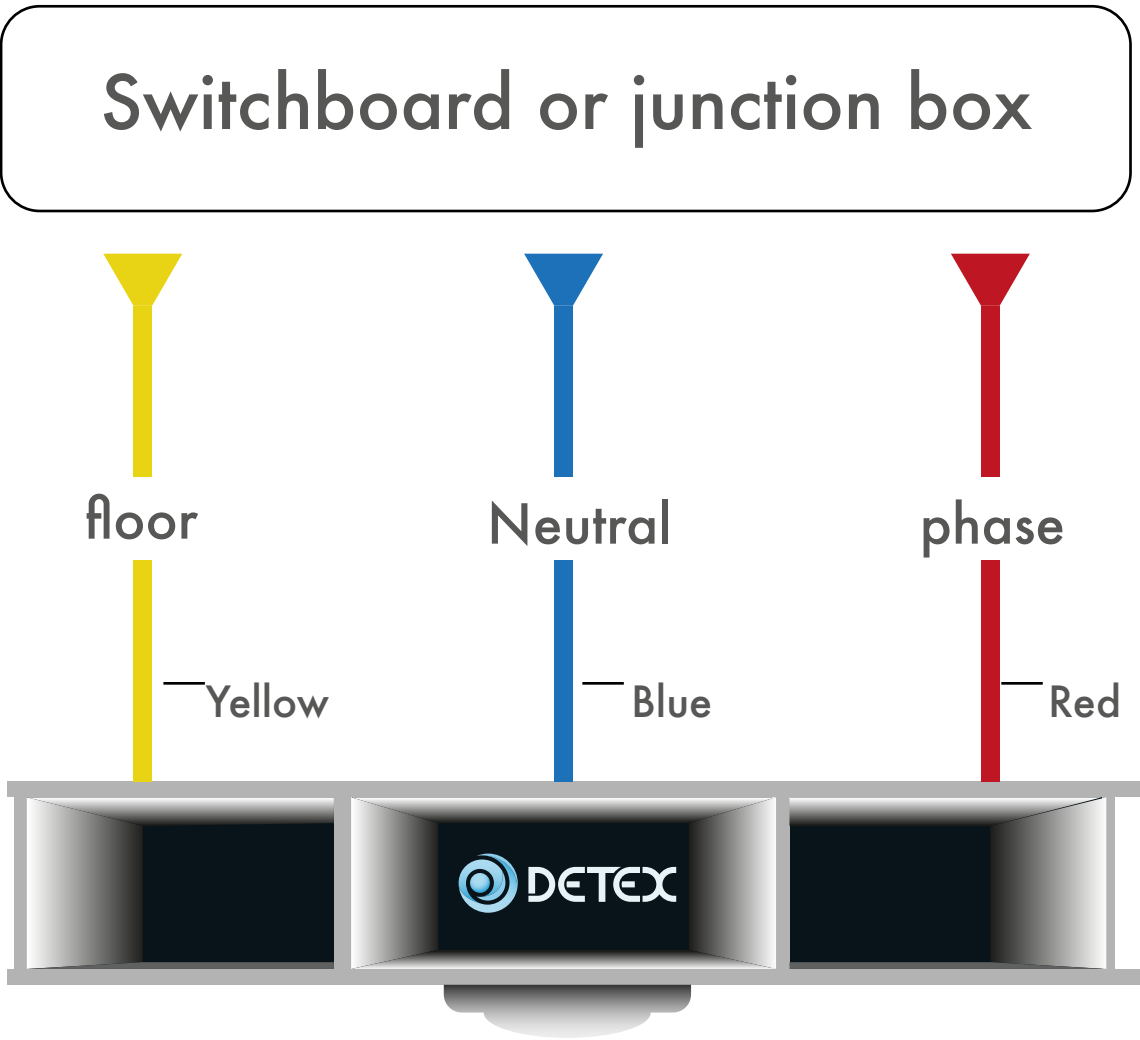 Switchboard or junction box
floor
Neutral
phase
Yellow
Blue
Red
DETEX